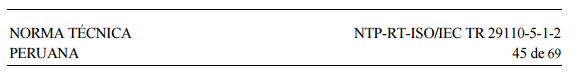 NORMA TÉCNICA NTP-RT-ISO/IEC TR 29110-5-1-2
PERUANA 45 de 69